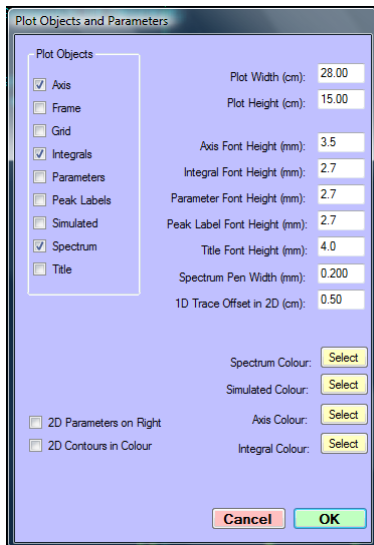 Plot Objects and Parameters
Plot Objects
Axis
Frame
Grid
Integrals
Parameters
Peak Labels
Simulated
Spectrum
Title
Plot Width (cm): 28.00
Plot Height (cm): 15.00
Axis Font Height (mm): 3.5
Integral Font Height (mm): 2.7
Parameter Font Height (mm): 2.7
Peak Label Font Height (mm): 2.7
Title Font Height (mm): 4.0
Spectrum Pen Width (mm): 0.200
1D Trace Offset in 2D (cm): 0.50
Spectrum Colour: Select
Simulated Colour: Select
2D Parameters on Right
Axis Colour: Select
2D Contours in Colour
Integral Colour: Select
Cancel OK